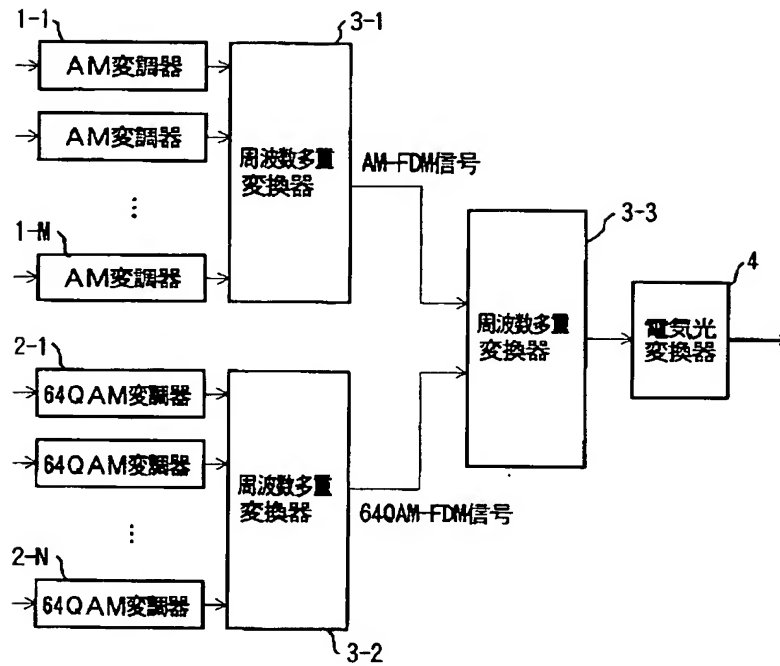 1-1
AM変調器
AM変調器
⋮
1-M
AM変調器
3-1
周波数多重
変換器
AM-FDM信号
2-1
64QAM変調器
64QAM変調器
⋮
2-N
64QAM変調器
周波数多重
変換器
3-2
64QAM-FDM信号
3-3
周波数多重
変換器
4
電気光
変換器